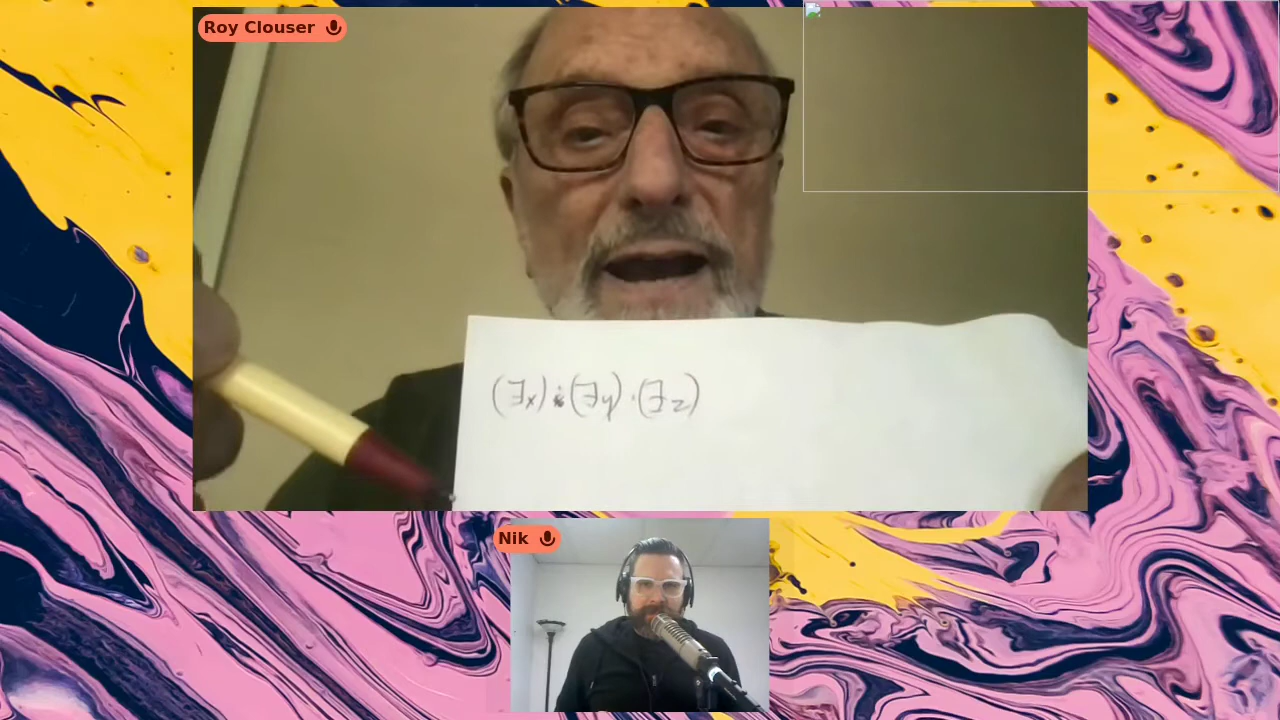 Roy Clouser
(∃x) · (∃y) · (∃z)
Nik